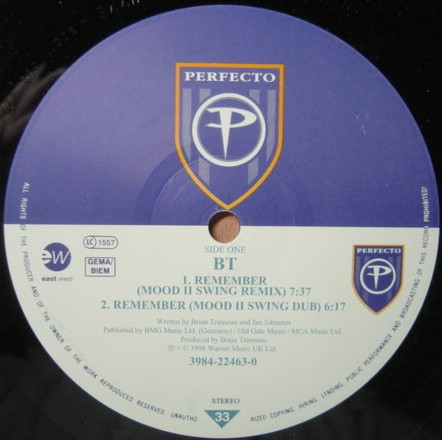 PERFECTO
SIDE ONE
BT
1. REMEMBER
(MOOD II SWING REMIX) 7:37
2. REMEMBER (MOOD II SWING DUB) 6:17
Written by Brian Transeau and Jan Johnston
Published by BMG Music Ltd. (Germany) / Old Gate Music / MCA Music Ltd.
Produced by Brain Transeau
℗ + © 1998 Warner Music UK Ltd.
3984-22463-0
STEREO
33
ew
east west
LC 1557
GEMA/
BIEM
PERFECTO
ALL RIGHTS OF THE PRODUCER AND OF THE OWNER OF THE WORK REPRODUCED RESERVED. UNAUTHO
RIZED COPYING, HIRING, LENDING, PUBLIC PERFORMANCE AND BROADCASTING OF THIS RECORD PROHIBITED!